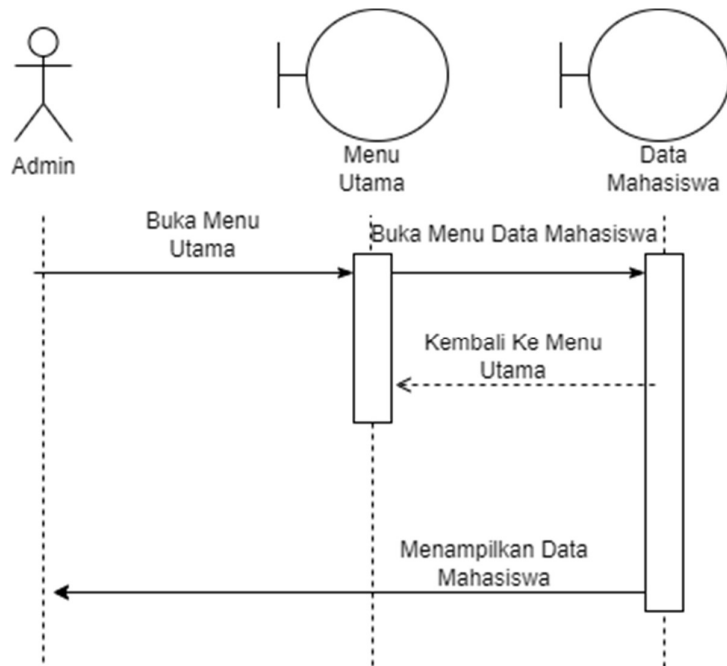 Admin
Menu
Utama
Data
Mahasiswa
Buka Menu
Utama
Buka Menu Data Mahasiswa
Kembali Ke Menu
Utama
Menampilkan Data
Mahasiswa